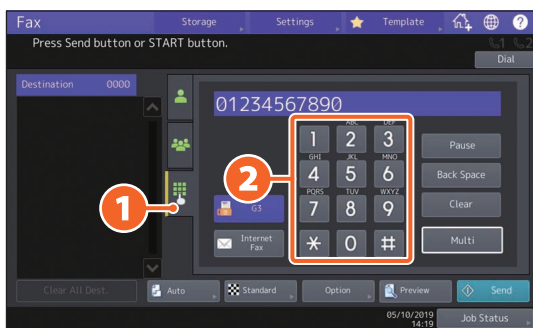 Fax Storage Settings Template
Press Send button or START button.
1 2
Dial
Destination 0000
01234567890
ABC DEF
1 2 3
GHI JKL MNO
4 5 6
PQRS TUV WXYZ
7 8 9
* 0 #
Pause
Back Space
Clear
Multi
G3
Internet
Fax
1
2
Clear All Dest. Auto Standard Option Preview Send
05/10/2019
14:19
Job Status